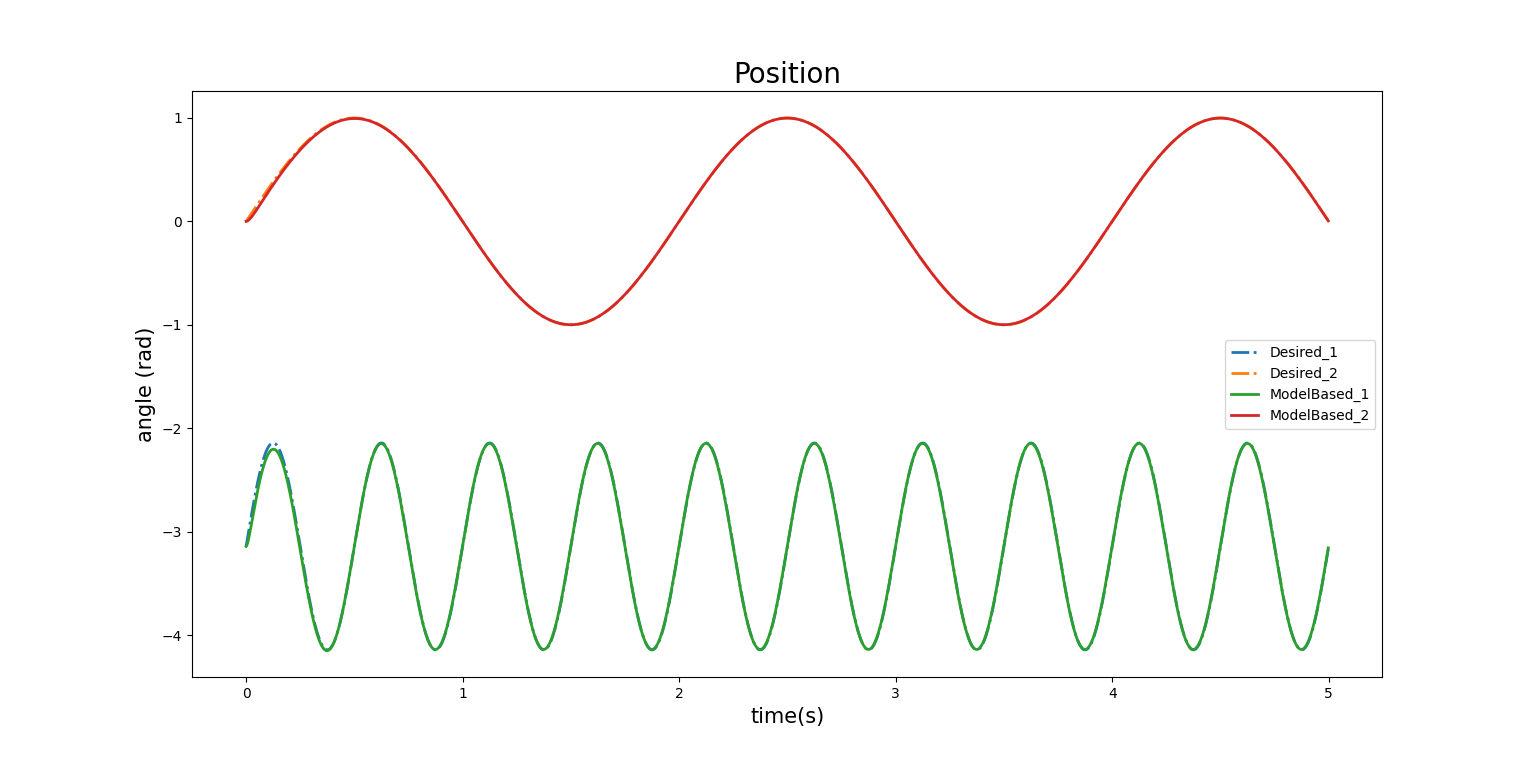 Position
angle (rad)
1
0
−1
−2
−3
−4
Desired_1
Desired_2
ModelBased_1
ModelBased_2
0 1 2 3 4 5
time(s)